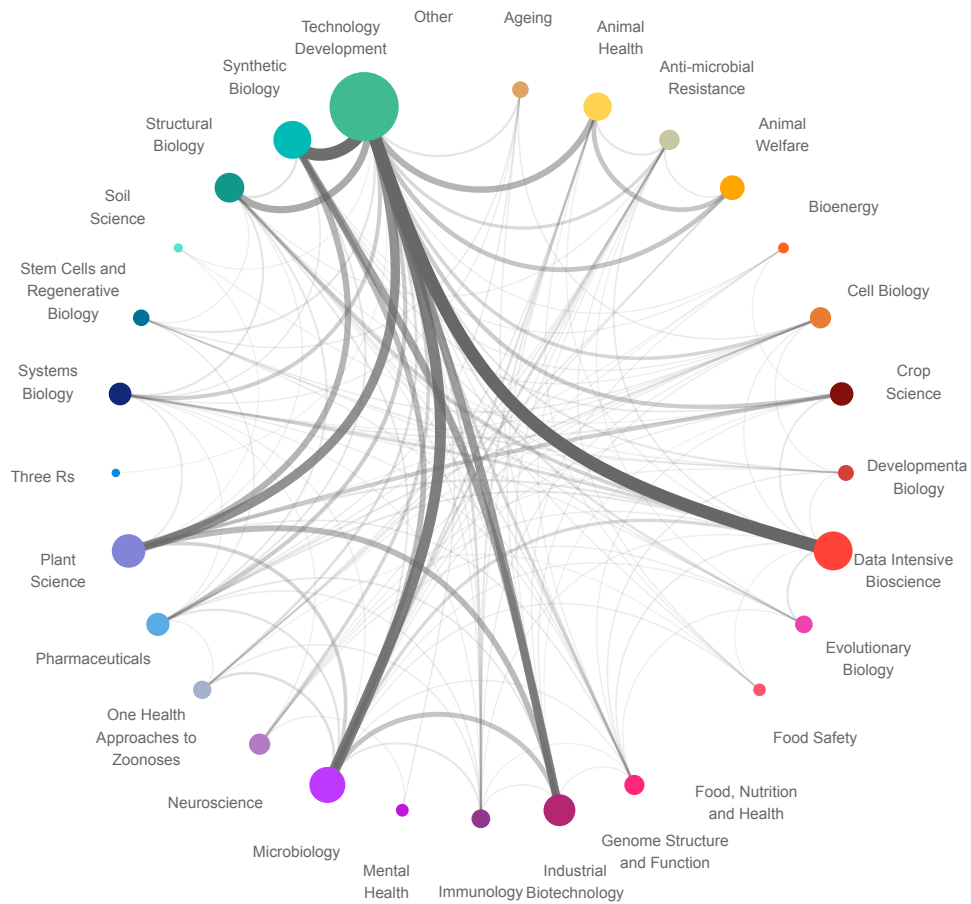 Other
Ageing
Animal
Health
Anti-microbial
Resistance
Animal
Welfare
Bioenergy
Cell Biology
Crop
Science
Developmenta
Biology
Data Intensive
Bioscience
Evolutionary
Biology
Food Safety
Food, Nutrition
and Health
Genome Structure
and Function
Industrial
Biotechnology
Immunology
Mental
Health
Microbiology
Neuroscience
One Health
Approaches to
Zoonoses
Pharmaceuticals
Plant
Science
Three Rs
Systems
Biology
Stem Cells and
Regenerative
Biology
Soil
Science
Structural
Biology
Synthetic
Biology
Technology
Development